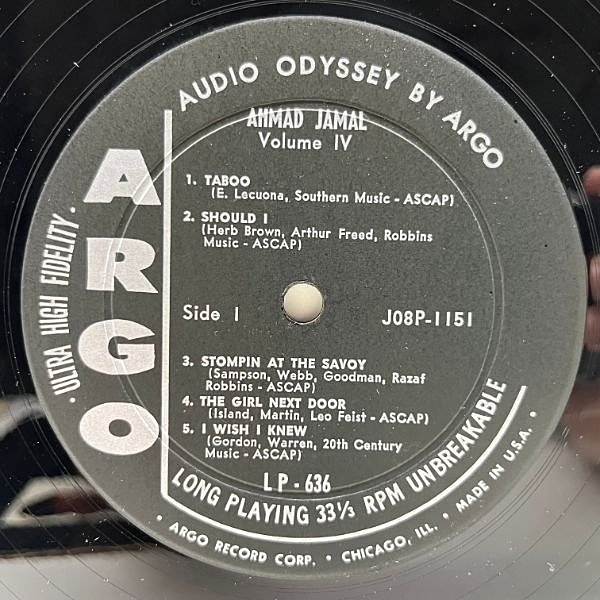 AUDIO ODYSSEY BY ARGO
ARGO
· ULTRA HIGH FIDELITY ·
AHMAD JAMAL
Volume IV
1. TABOO
(E. Lecuona, Southern Music - ASCAP)
2. SHOULD I
(Herb Brown, Arthur Freed, Robbins
Music - ASCAP)
Side 1
J08P-1151
3. STOMPIN AT THE SAVOY
(Sampson, Webb, Goodman, Razaf
Robbins - ASCAP)
4. THE GIRL NEXT DOOR
(Island, Martin, Leo Feist - ASCAP)
5. I WISH I KNEW
(Gordon, Warren, 20th Century
Music - ASCAP)
LP - 636
LONG PLAYING 33⅓ RPM UNBREAKABLE
· ARGO RECORD CORP. · CHICAGO, ILL. · MADE IN U.S.A. ·